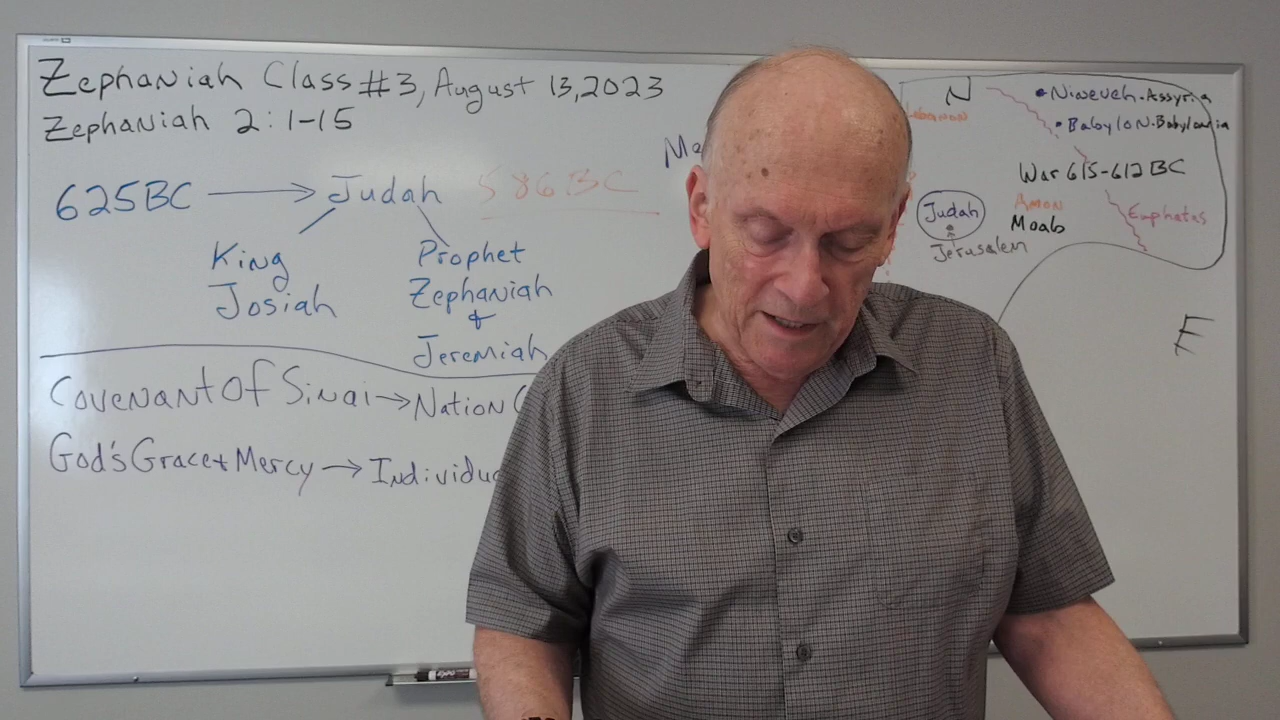 Zephaniah Class #3, August 13, 2023
Zephaniah 2:1-15
625BC → Judah 586 BC
King
Josiah
Prophet
Zephaniah
+
Jeremiah
Covenant Of Sinai → Nation
God's Grace + Mercy →
N
• Nineveh-Assyria
• Babylon-Babylonia
War 615-612 BC
Judah
Amon
Moab
Euphatas
Jerusalem
E